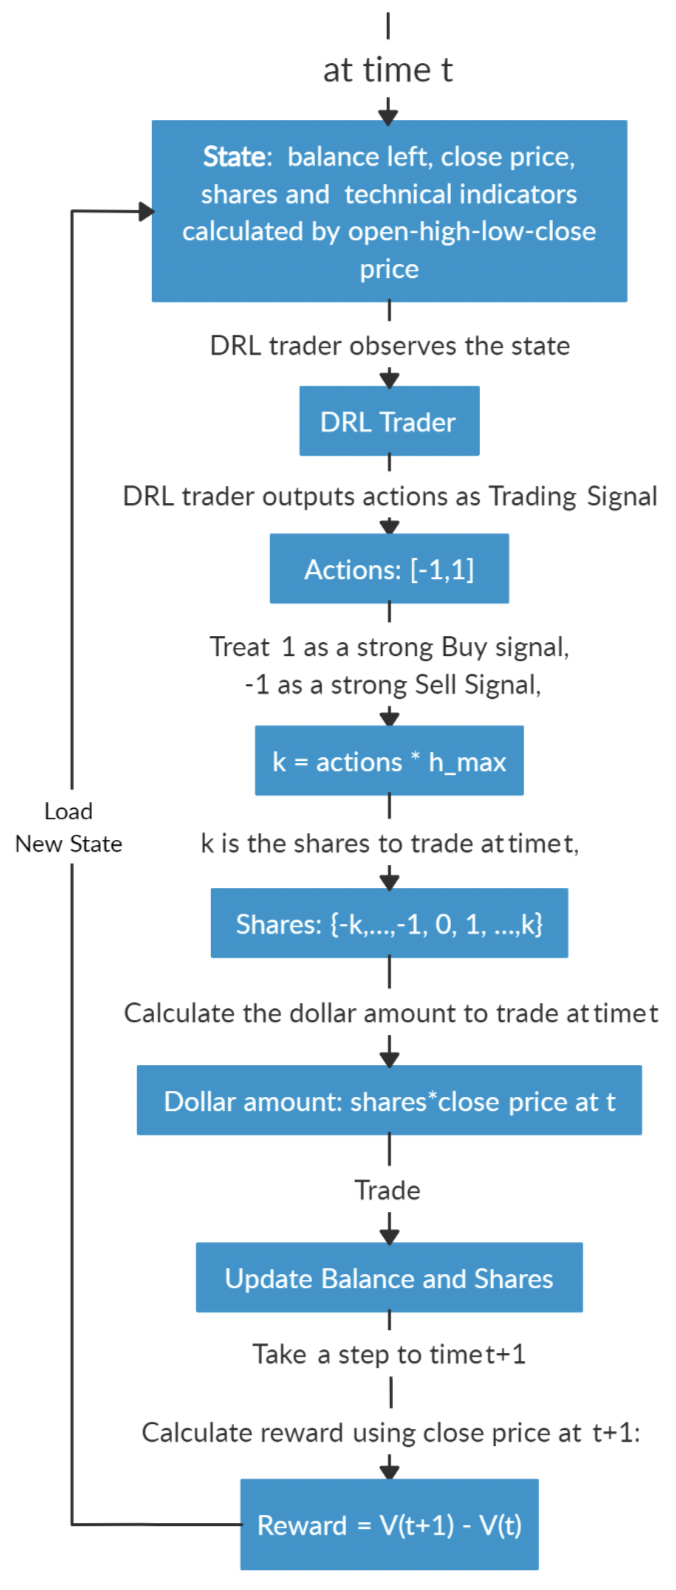 at time t
State: balance left, close price,
shares and technical indicators
calculated by open-high-low-close
price
DRL trader observes the state
DRL Trader
DRL trader outputs actions as Trading Signal
Actions: [-1,1]
Treat 1 as a strong Buy signal,
-1 as a strong Sell Signal,
k = actions * h_max
Load
New State
k is the shares to trade at time t,
Shares: {-k,...,-1, 0, 1, ...,k}
Calculate the dollar amount to trade at time t
Dollar amount: shares*close price at t
Trade
Update Balance and Shares
Take a step to time t+1
Calculate reward using close price at t+1:
Reward = V(t+1) - V(t)